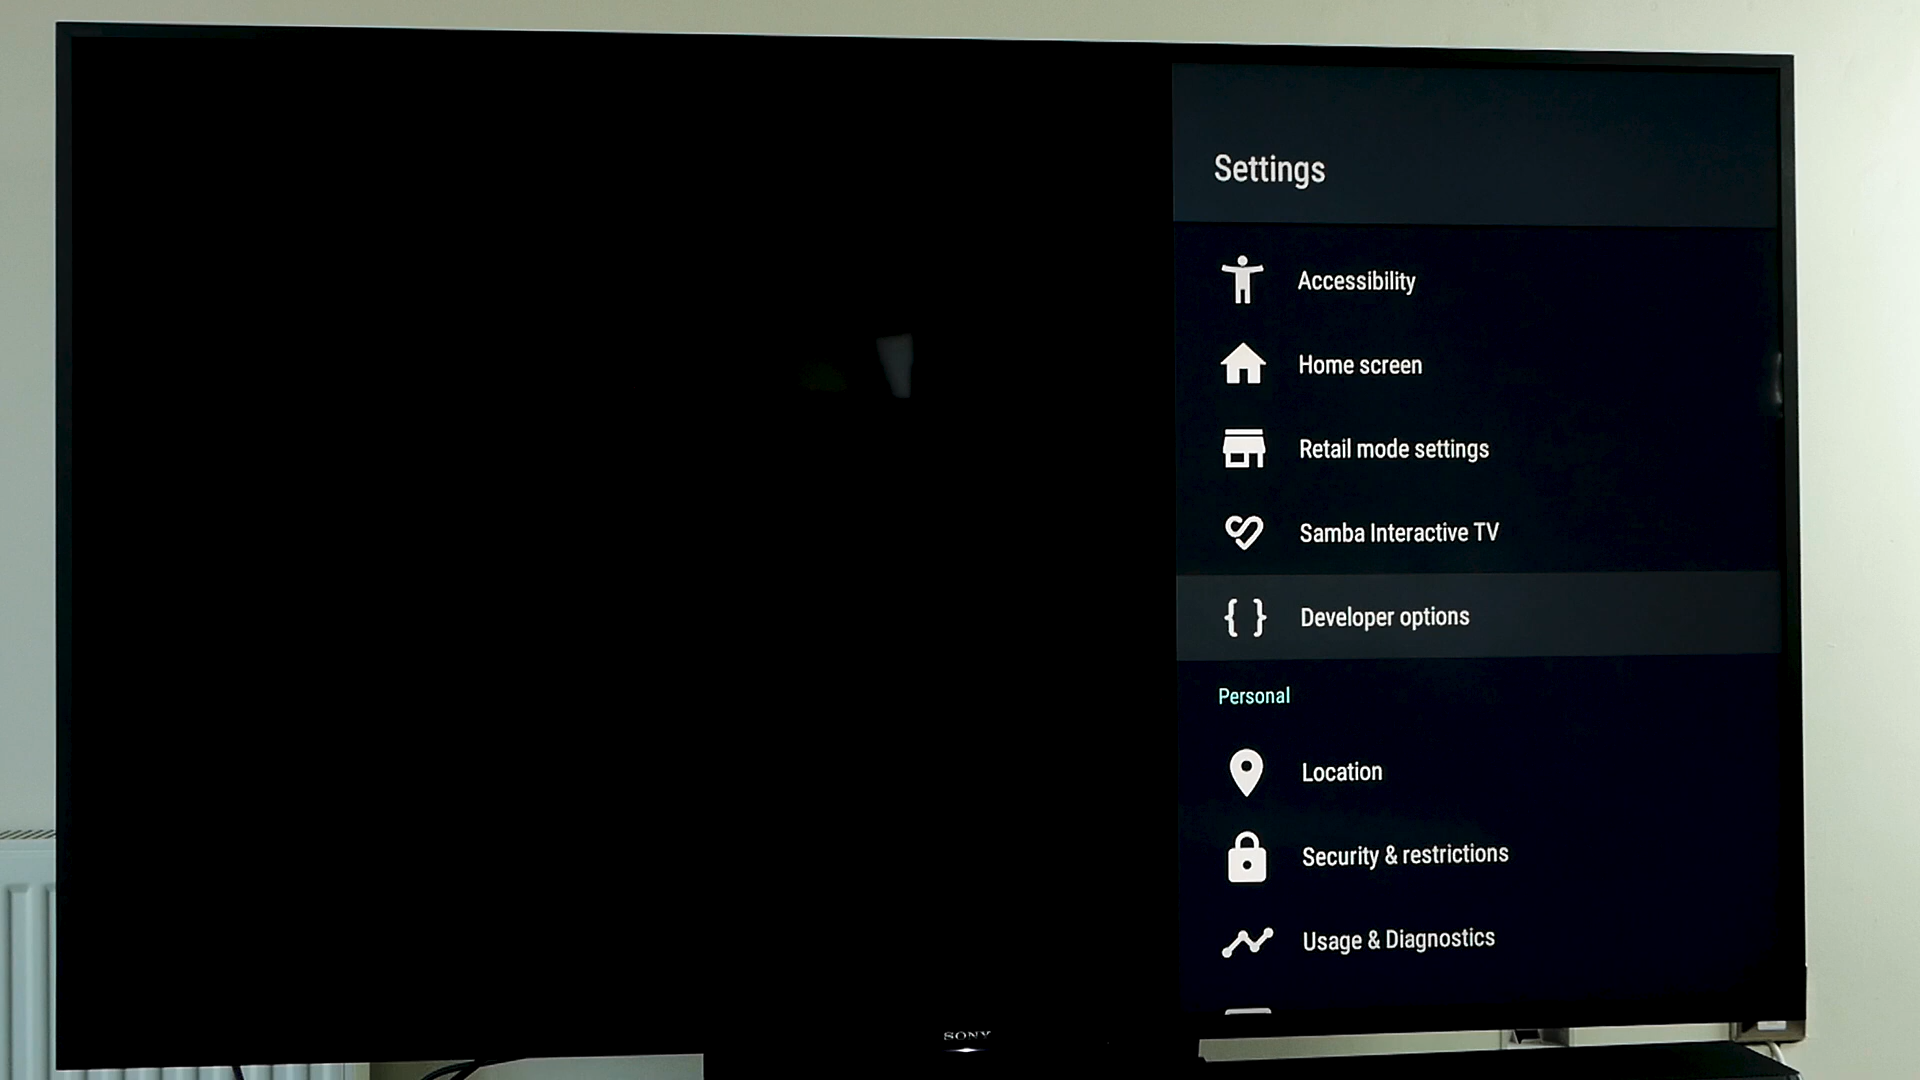 Settings
Accessibility
Home screen
Retail mode settings
Samba Interactive TV
Developer options
Personal
Location
Security & restrictions
Usage & Diagnostics
SONY